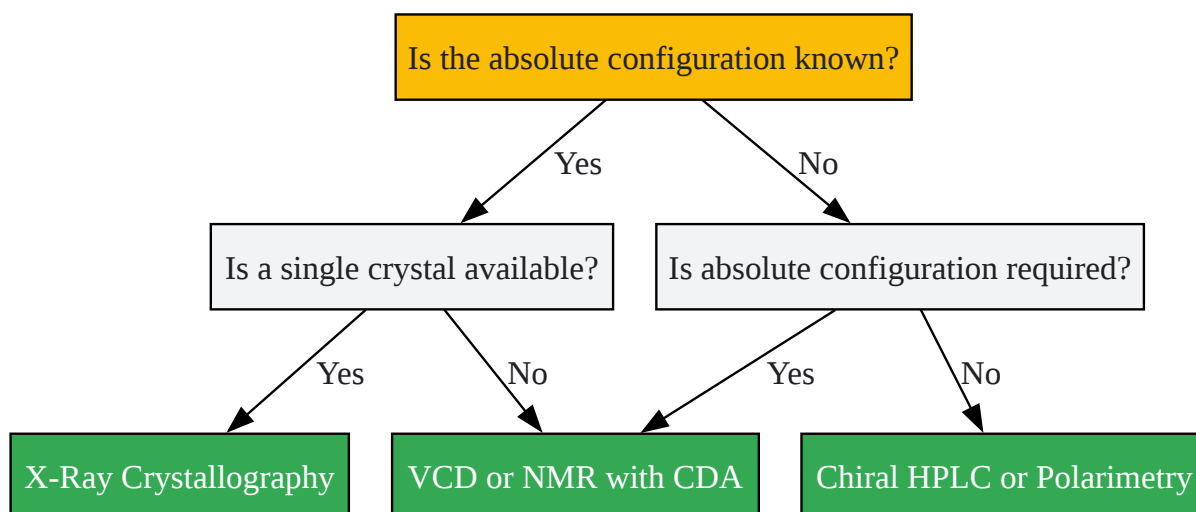 Is the absolute configuration known?
Yes
No
Is a single crystal available?
Is absolute configuration required?
Yes
No
Yes
No
X-Ray Crystallography
VCD or NMR with CDA
Chiral HPLC or Polarimetry